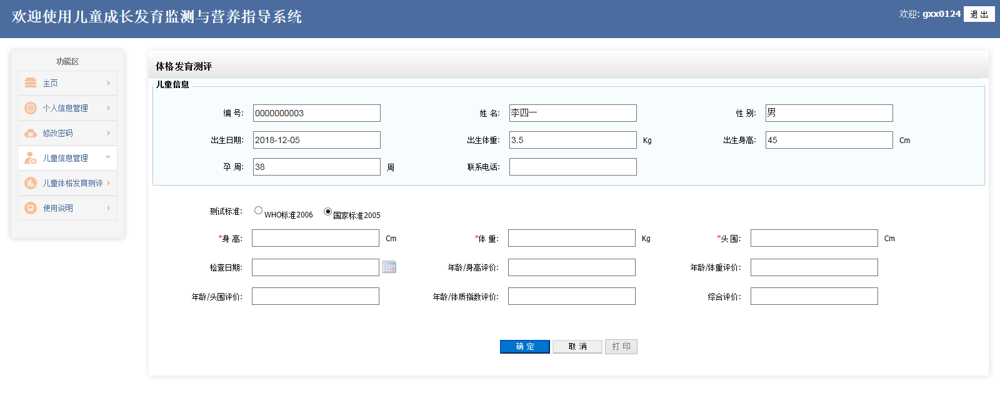 欢迎使用儿童成长发育监测与营养指导系统
欢迎: gxx0124 退 出
功能区
主页
个人信息管理
修改密码
儿童信息管理
儿童体格发育测评
使用说明
体格发育测评
儿童信息
编 号: 0000000003 姓 名: 李四一 性 别: 男
出生日期: 2018-12-05 出生体重: 3.5 Kg 出生身高: 45 Cm
孕 周: 38 周 联系电话:
测试标准: WHO标准2006 国家标准2005
*身 高: Cm *体 重: Kg *头 围: Cm
检查日期: 年龄/身高评价: 年龄/体重评价:
年龄/头围评价: 年龄/体质指数评价: 综合评价:
确 定 取 消 打 印